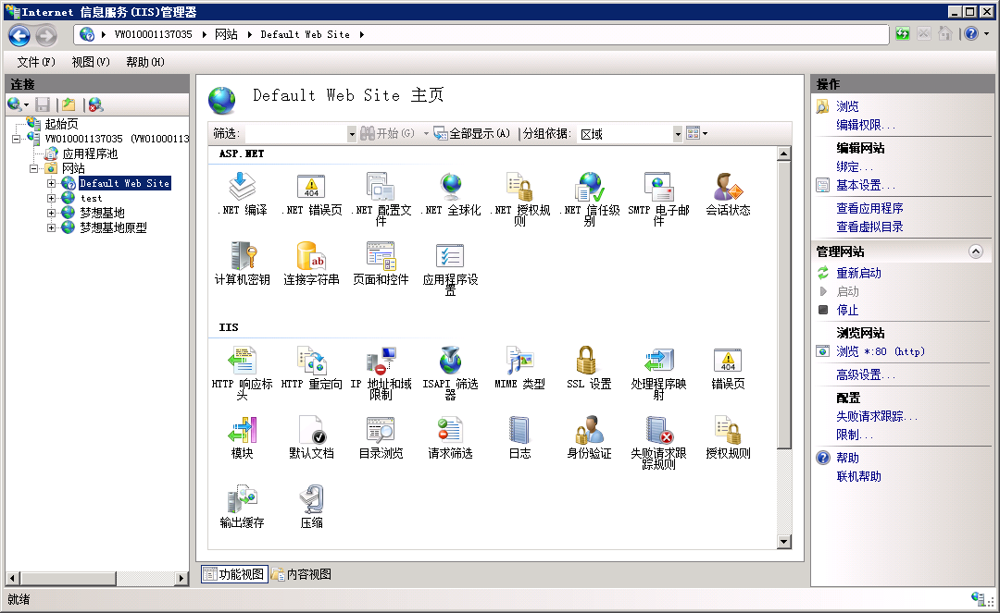 Internet 信息服务(IIS)管理器
VW010001137035 网站 Default Web Site
文件(F) 视图(V) 帮助(H)
连接
起始页
VW010001137035 (VW0100113
应用程序池
网站
Default Web Site
test
梦想基地
梦想基地原型
Default Web Site 主页
筛选: 开始(G) 全部显示(A) 分组依据: 区域
ASP.NET
.NET 编译
.NET 错误页
404
.NET 配置文
件
.NET 全球化
.NET 授权规
则
.NET 信任级
别
SMTP 电子邮
件
会话状态
计算机密钥
ab
连接字符串
页面和控件
应用程序设
置
IIS
HTTP 响应标
头
HTTP 重定向
IP 地址和域
限制
ISAPI 筛选
器
MIME 类型
SSL 设置
处理程序映
射
404
错误页
模块
默认文档
目录浏览
请求筛选
日志
身份验证
失败请求跟
踪规则
授权规则
输出缓存
压缩
功能视图 内容视图
操作
浏览
编辑权限...
编辑网站
绑定...
基本设置...
查看应用程序
查看虚拟目录
管理网站
重新启动
启动
停止
浏览网站
浏览 *:80 (http)
高级设置...
配置
失败请求跟踪...
限制...
帮助
联机帮助
就绪